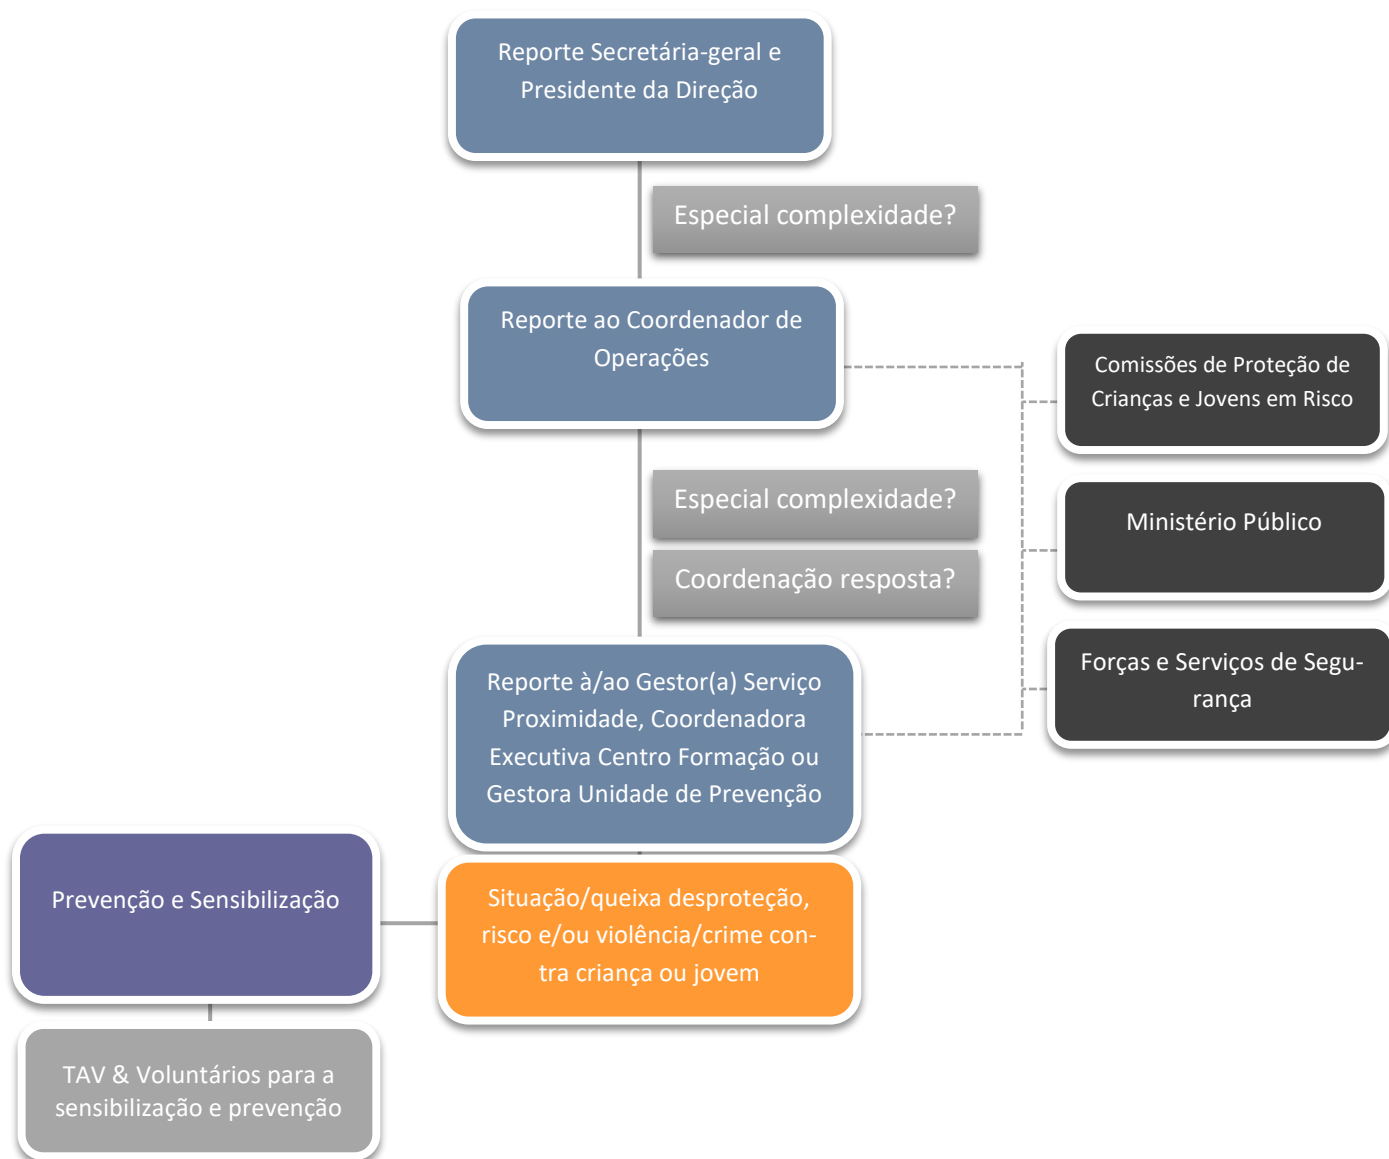 Reporte Secretária-geral e
Presidente da Direção
Especial complexidade?
Reporte ao Coordenador de
Operações
Comissões de Proteção de
Crianças e Jovens em Risco
Especial complexidade?
Ministério Público
Coordenação resposta?
Forças e Serviços de Segu-
rança
Reporte à/ao Gestor(a) Serviço
Proximidade, Coordenadora
Executiva Centro Formação ou
Gestora Unidade de Prevenção
Prevenção e Sensibilização
Situação/queixa desproteção,
risco e/ou violência/crime con-
tra criança ou jovem
TAV & Voluntários para a
sensibilização e prevenção